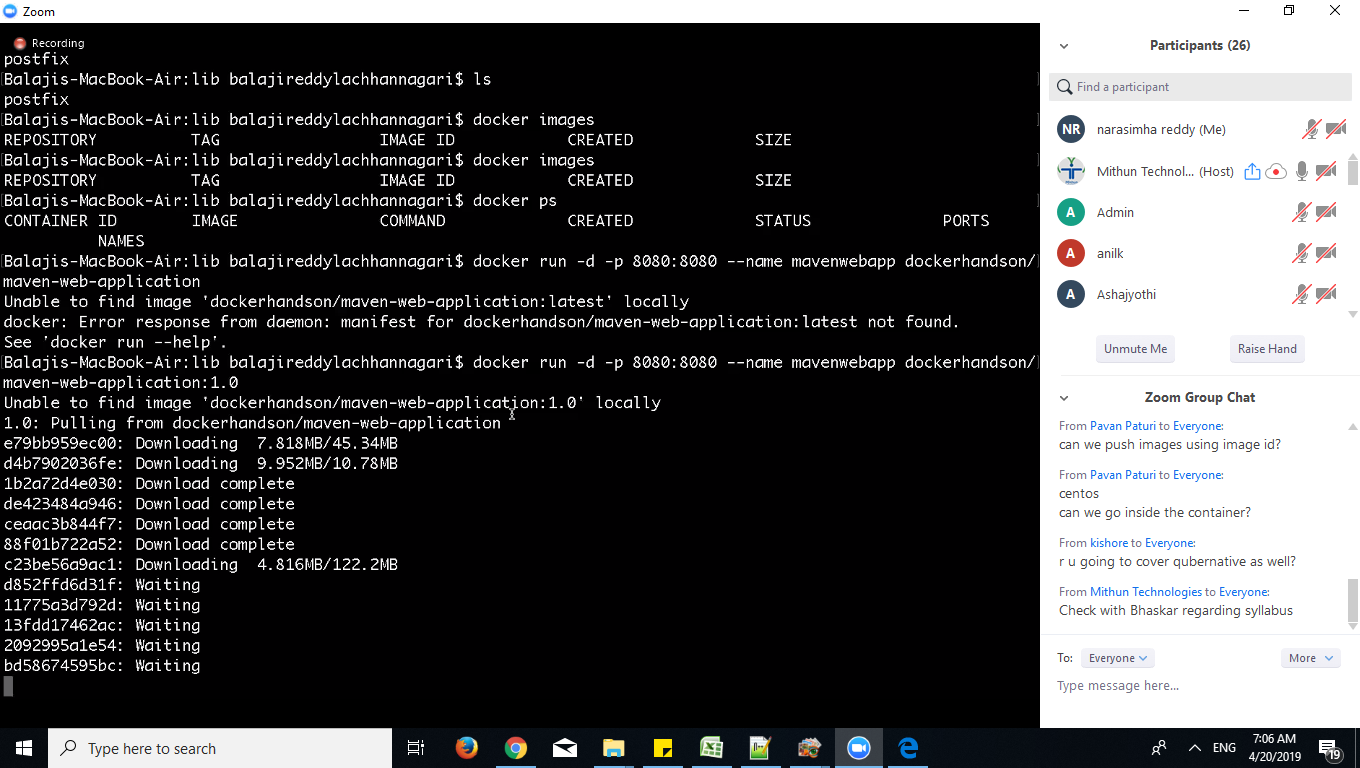 Zoom
Recording
postfix
Balajis-MacBook-Air:lib balajireddylachhannagari$ ls
postfix
Balajis-MacBook-Air:lib balajireddylachhannagari$ docker images
REPOSITORY TAG IMAGE ID CREATED SIZE
Balajis-MacBook-Air:lib balajireddylachhannagari$ docker images
REPOSITORY TAG IMAGE ID CREATED SIZE
Balajis-MacBook-Air:lib balajireddylachhannagari$ docker ps
CONTAINER ID IMAGE COMMAND CREATED STATUS PORTS
NAMES
Balajis-MacBook-Air:lib balajireddylachhannagari$ docker run -d -p 8080:8080 --name mavenwebapp dockerhandson/
maven-web-application
Unable to find image 'dockerhandson/maven-web-application:latest' locally
docker: Error response from daemon: manifest for dockerhandson/maven-web-application:latest not found.
See 'docker run --help'.
Balajis-MacBook-Air:lib balajireddylachhannagari$ docker run -d -p 8080:8080 --name mavenwebapp dockerhandson/
maven-web-application:1.0
Unable to find image 'dockerhandson/maven-web-application:1.0' locally
1.0: Pulling from dockerhandson/maven-web-application
e79bb959ec00: Downloading 7.818MB/45.34MB
d4b7902036fe: Downloading 9.952MB/10.78MB
1b2a72d4e030: Download complete
de423484a946: Download complete
ceaac3b844f7: Download complete
88f01b722a52: Download complete
c23be56a9ac1: Downloading 4.816MB/122.2MB
d852ffd6d31f: Waiting
11775a3d792d: Waiting
13fdd17462ac: Waiting
2092995a1e54: Waiting
bd58674595bc: Waiting
Participants (26)
Find a participant
NR narasimha reddy (Me)
Mithun Technol... (Host)
A Admin
A anilk
A Ashajyothi
Unmute Me Raise Hand
Zoom Group Chat
From Pavan Paturi to Everyone:
can we push images using image id?
From Pavan Paturi to Everyone:
centos
can we go inside the container?
From kishore to Everyone:
r u going to cover qubernative as well?
From Mithun Technologies to Everyone:
Check with Bhaskar regarding syllabus
To: Everyone More
Type message here...
Type here to search
ENG
7:06 AM
4/20/2019
19